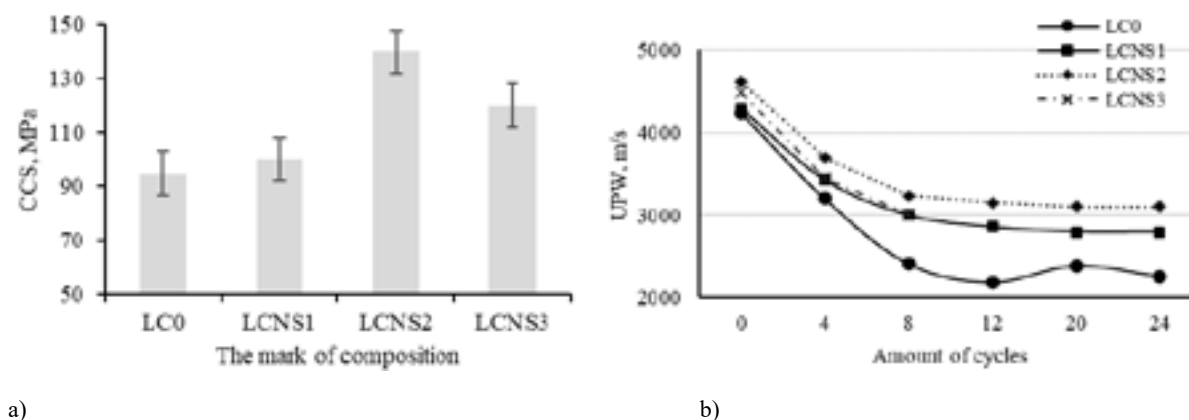 150
130
110
90
70
50
CCS, MPa
LC0 LCNS1 LCNS2 LCNS3
The mark of composition
a)
LC0
LCNS1
LCNS2
LCNS3
5000
4000
3000
2000
UPW, m/s
0 4 8 12 20 24
Amount of cycles
b)